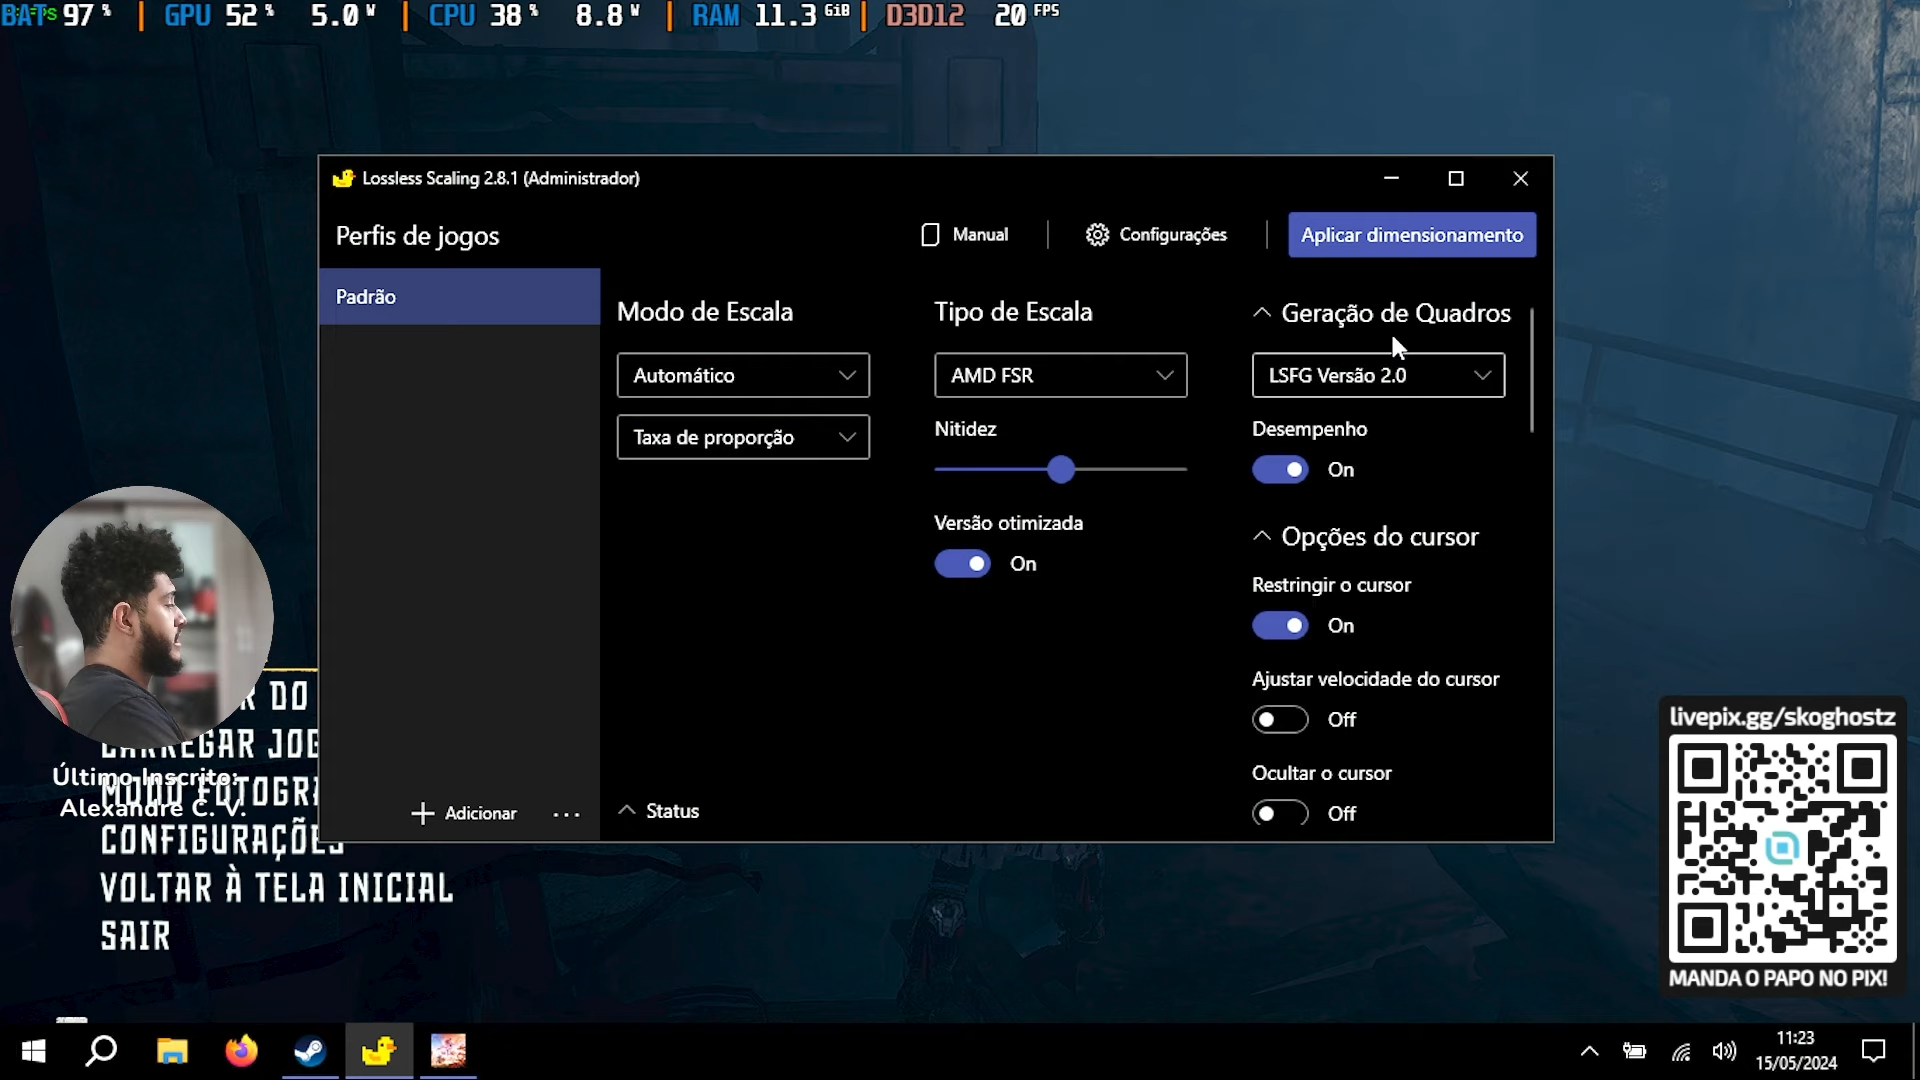 BAT 97 % | GPU 52 % 5.0 W | CPU 38 % 8.8 W | RAM 11.3 GiB | D3D12 20 FPS
Lossless Scaling 2.8.1 (Administrador)
Perfis de jogos
Manual
Configurações
Aplicar dimensionamento
Padrão
Modo de Escala
Automático
Taxa de proporção
Tipo de Escala
AMD FSR
Nitidez
Versão otimizada
On
Geração de Quadros
LSFG Versão 2.0
Desempenho
On
Opções do cursor
Restringir o cursor
On
Ajustar velocidade do cursor
Off
Ocultar o cursor
Off
Adicionar
...
Status
R DO
CARREGAR JOG
MODO FOTOGRA
CONFIGURAÇÕES
VOLTAR À TELA INICIAL
SAIR
Último Inscrito:
Alexandre C. V.
livepix.gg/skoghostz
MANDA O PAPO NO PIX!
11:23
15/05/2024